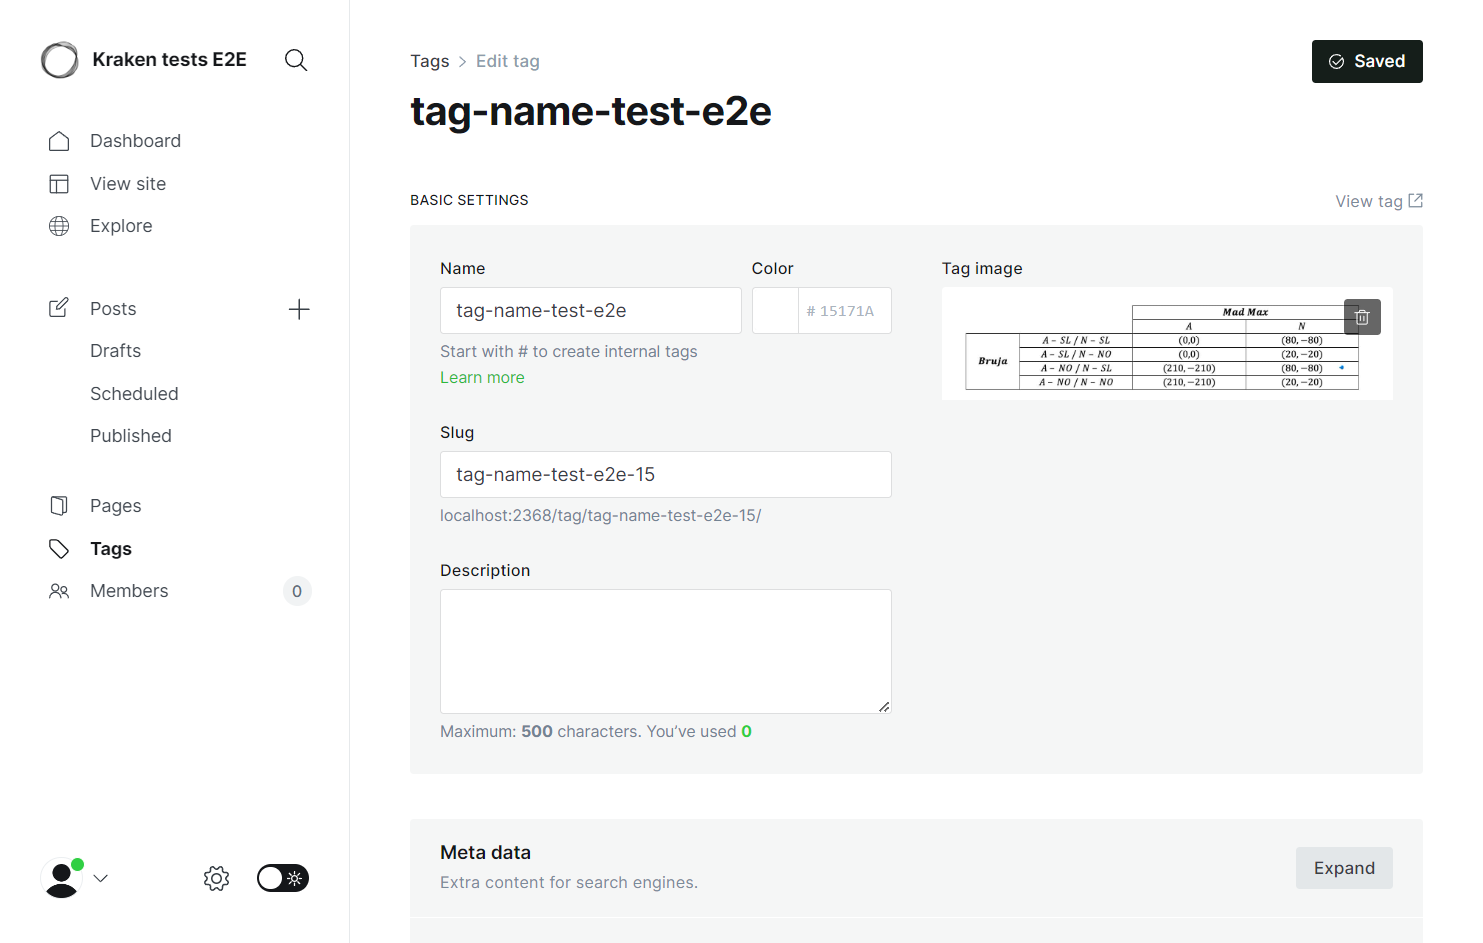 Kraken tests E2E
Dashboard
View site
Explore
Posts
Drafts
Scheduled
Published
Pages
Tags
Members 0
Tags > Edit tag
Saved
tag-name-test-e2e
BASIC SETTINGS
View tag
Name
tag-name-test-e2e
Start with # to create internal tags
Learn more
Color
# 15171A
Slug
tag-name-test-e2e-15
localhost:2368/tag/tag-name-test-e2e-15/
Description
Maximum: 500 characters. You’ve used 0
Tag image
Mad Max
A N
Bruja
A – SL / N – SL (0,0) (80,−80)
A – SL / N – NO (0,0) (20,−20)
A – NO / N – SL (210,−210) (80,−80)
A – NO / N – NO (210,−210) (20,−20)
Meta data
Extra content for search engines.
Expand